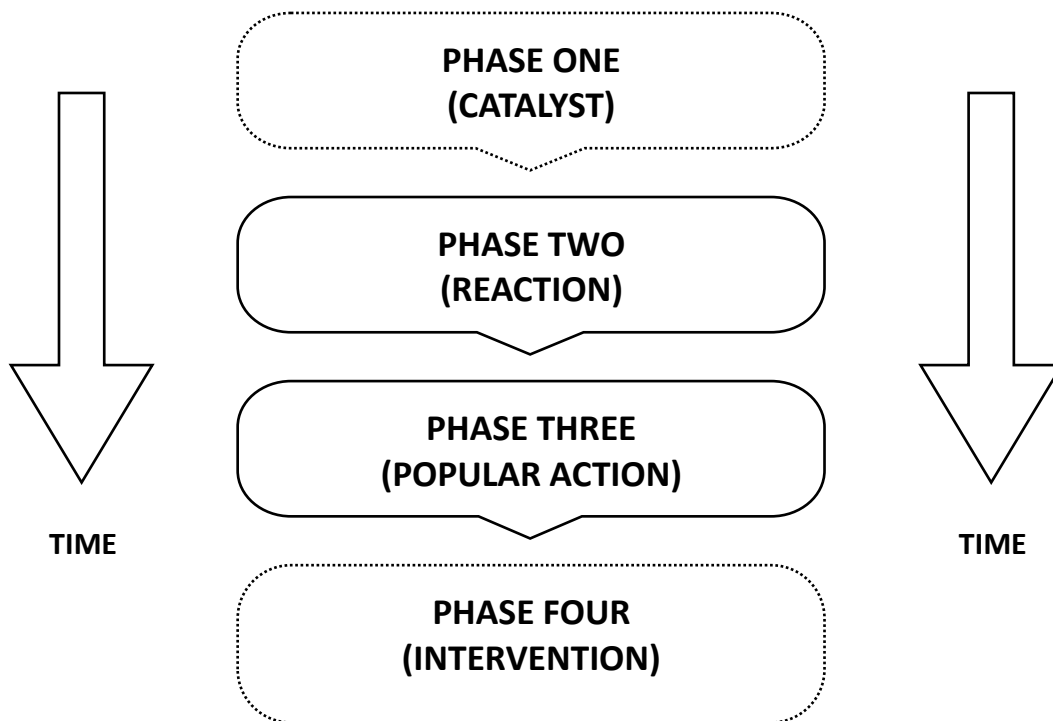 PHASE ONE
(CATALYST)
PHASE TWO
(REACTION)
PHASE THREE
(POPULAR ACTION)
TIME
TIME
PHASE FOUR
(INTERVENTION)